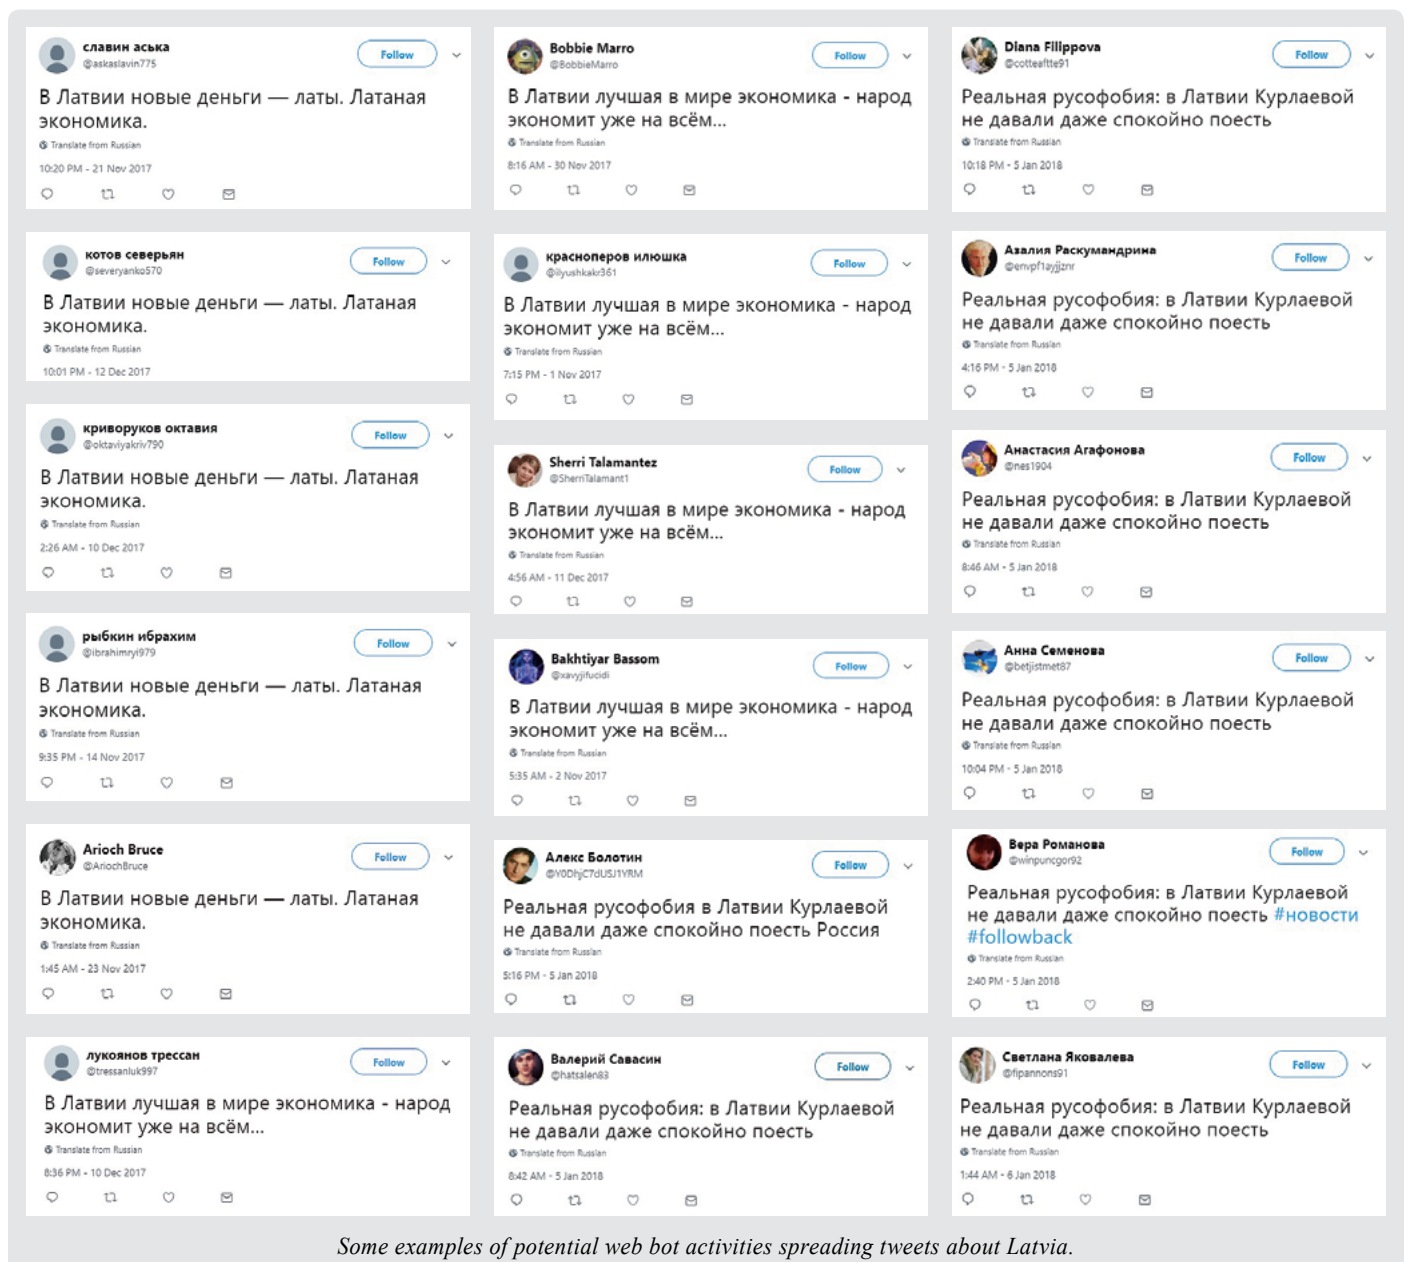 славин аська
@askaslavin775
Follow
В Латвии новые деньги — латы. Латаная
экономика.
Translate from Russian
10:20 PM - 21 Nov 2017
котов северьян
@severyanko570
Follow
В Латвии новые деньги — латы. Латаная
экономика.
Translate from Russian
10:01 PM - 12 Dec 2017
криворуков октавия
@oktaviyakriv790
Follow
В Латвии новые деньги — латы. Латаная
экономика.
Translate from Russian
2:26 AM - 10 Dec 2017
рыбкин ибрахим
@ibrahimryi979
Follow
В Латвии новые деньги — латы. Латаная
экономика.
Translate from Russian
9:35 PM - 14 Nov 2017
Arioch Bruce
@AriochBruce
Follow
В Латвии новые деньги — латы. Латаная
экономика.
Translate from Russian
1:45 AM - 23 Nov 2017
лукоянов трессан
@tressanluk997
Follow
В Латвии лучшая в мире экономика - народ
экономит уже на всём...
Translate from Russian
8:36 PM - 10 Dec 2017
Bobbie Marro
@BobbieMarro
Follow
В Латвии лучшая в мире экономика - народ
экономит уже на всём...
Translate from Russian
8:16 AM - 30 Nov 2017
красноперов илюшка
@ilyushkakr361
Follow
В Латвии лучшая в мире экономика - народ
экономит уже на всём...
Translate from Russian
7:15 PM - 1 Nov 2017
Sherri Talamantez
@SherriTalamant1
Follow
В Латвии лучшая в мире экономика - народ
экономит уже на всём...
Translate from Russian
4:56 AM - 11 Dec 2017
Bakhtiyar Bassom
@xavyjifucidi
Follow
В Латвии лучшая в мире экономика - народ
экономит уже на всём...
Translate from Russian
5:35 AM - 2 Nov 2017
Алекс Болотин
@Y0DhjC7dUSJ1YRM
Follow
Реальная русофобия в Латвии Курлаевой
не давали даже спокойно поесть Россия
Translate from Russian
5:16 PM - 5 Jan 2018
Валерий Савасин
@hatsalen83
Follow
Реальная русофобия: в Латвии Курлаевой
не давали даже спокойно поесть
Translate from Russian
8:42 AM - 5 Jan 2018
Diana Filippova
@cotteaftte91
Follow
Реальная русофобия: в Латвии Курлаевой
не давали даже спокойно поесть
Translate from Russian
10:18 PM - 5 Jan 2018
Азалия Раскумандрина
@envpf1ayjjznr
Follow
Реальная русофобия: в Латвии Курлаевой
не давали даже спокойно поесть
Translate from Russian
4:16 PM - 5 Jan 2018
Анастасия Агафонова
@nes1904
Follow
Реальная русофобия: в Латвии Курлаевой
не давали даже спокойно поесть
Translate from Russian
8:46 AM - 5 Jan 2018
Анна Семенова
@betjistmet87
Follow
Реальная русофобия: в Латвии Курлаевой
не давали даже спокойно поесть
Translate from Russian
10:04 PM - 5 Jan 2018
Вера Романова
@winpuncgor92
Follow
Реальная русофобия: в Латвии Курлаевой
не давали даже спокойно поесть #новости
#followback
Translate from Russian
2:40 PM - 5 Jan 2018
Светлана Яковалева
@fipannons91
Follow
Реальная русофобия: в Латвии Курлаевой
не давали даже спокойно поесть
Translate from Russian
1:44 AM - 6 Jan 2018
Some examples of potential web bot activities spreading tweets about Latvia.